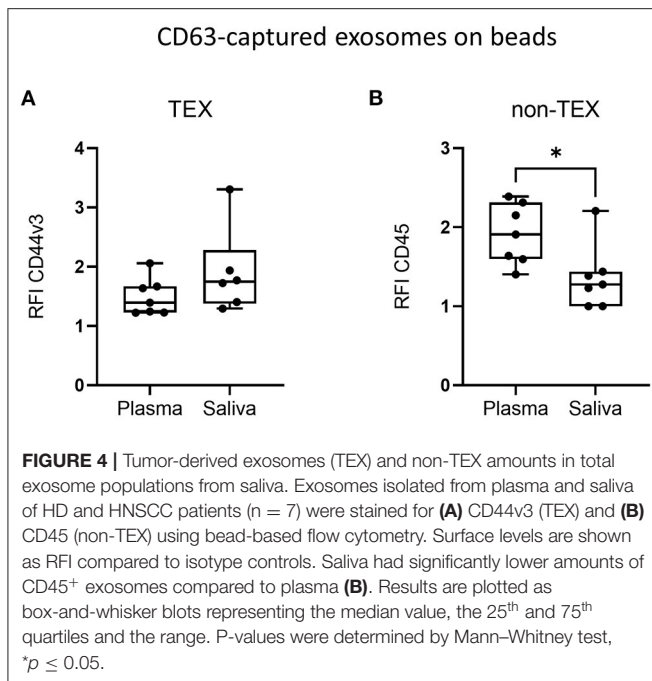 CD63-captured exosomes on beads
A
TEX
4
3
2
1
0
RFI CD44v3
Plasma
Saliva
B
non-TEX
*
3
2
1
0
RFI CD45
Plasma
Saliva
FIGURE 4 | Tumor-derived exosomes (TEX) and non-TEX amounts in total
exosome populations from saliva. Exosomes isolated from plasma and saliva
of HD and HNSCC patients (n = 7) were stained for (A) CD44v3 (TEX) and (B)
CD45 (non-TEX) using bead-based flow cytometry. Surface levels are shown
as RFI compared to isotype controls. Saliva had significantly lower amounts of
CD45⁺ exosomes compared to plasma (B). Results are plotted as
box-and-whisker blots representing the median value, the 25th and 75th
quartiles and the range. P-values were determined by Mann–Whitney test,
*p ≤ 0.05.